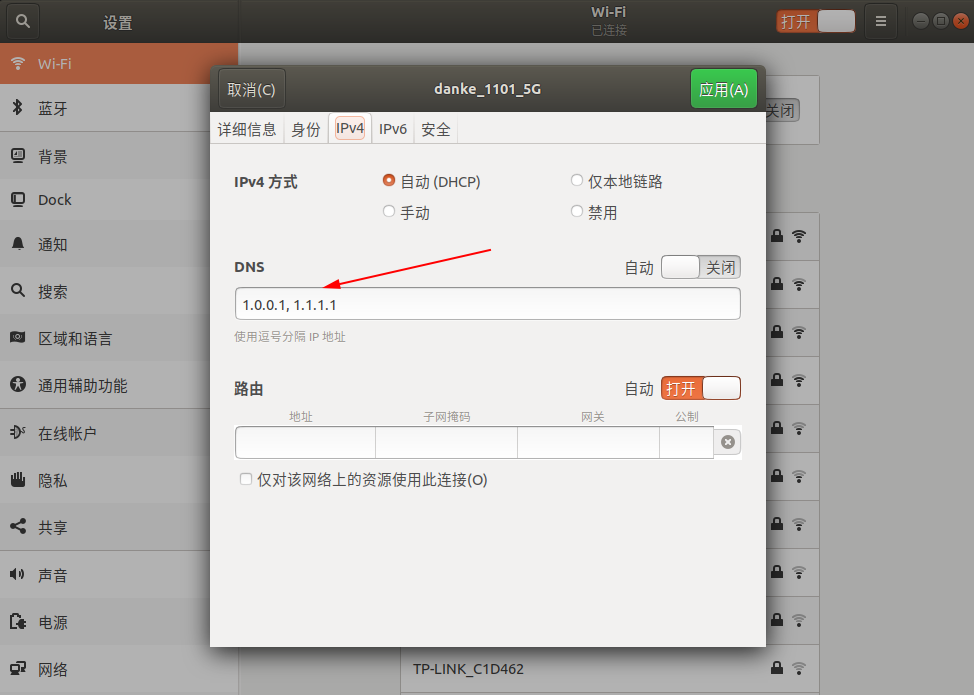 设置
Wi-Fi
已连接
打开
Wi-Fi
蓝牙
背景
Dock
通知
搜索
区域和语言
通用辅助功能
在线帐户
隐私
共享
声音
电源
网络
关闭
取消(C)
danke_1101_5G
应用(A)
详细信息 身份 IPv4 IPv6 安全
IPv4 方式
自动 (DHCP)
仅本地链路
手动
禁用
DNS
自动 关闭
1.0.0.1, 1.1.1.1
使用逗号分隔 IP 地址
路由
自动 打开
地址 子网掩码 网关 公制
仅对该网络上的资源使用此连接(O)
TP-LINK_C1D462